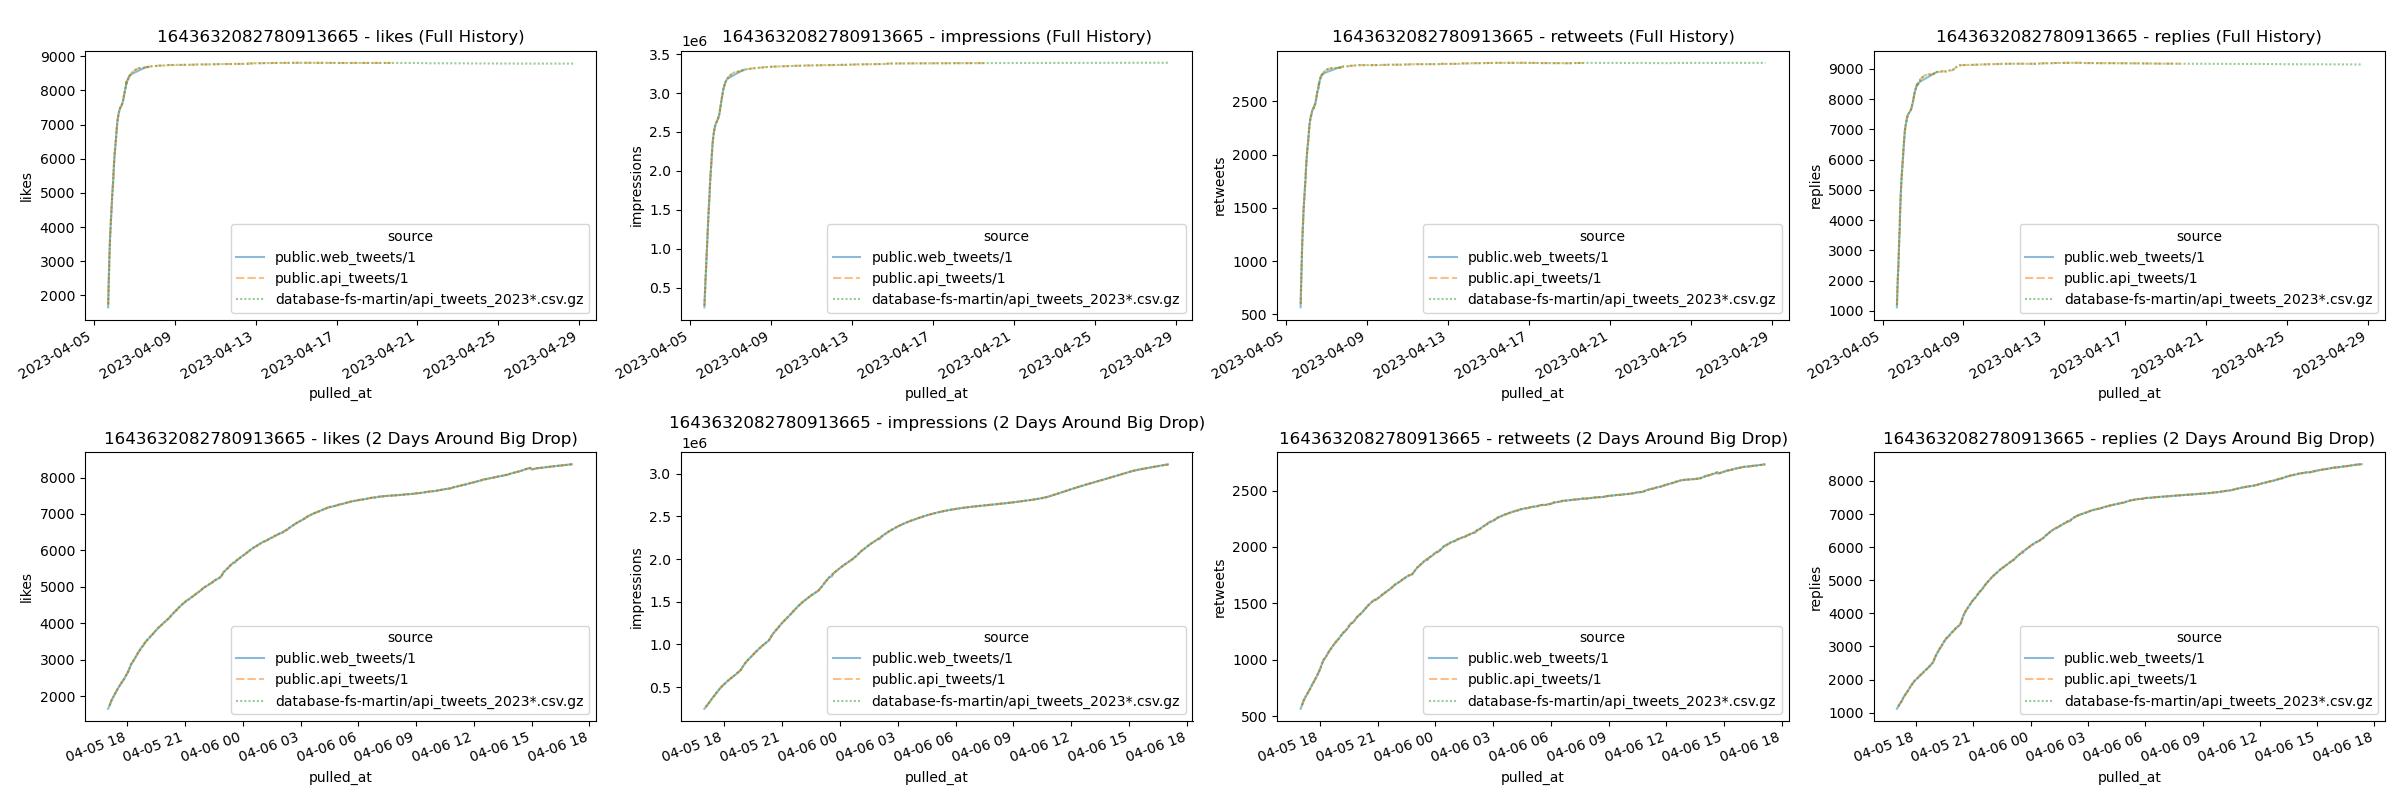 1643632082780913665 - likes (Full History)
9000
8000
7000
6000
5000
4000
3000
2000
likes
source
public.web_tweets/1
public.api_tweets/1
database-fs-martin/api_tweets_2023*.csv.gz
2023-04-05
2023-04-09
2023-04-13
2023-04-17
2023-04-21
2023-04-25
2023-04-29
pulled_at
1643632082780913665 - impressions (Full History)
1e6
3.5
3.0
2.5
2.0
1.5
1.0
0.5
impressions
source
public.web_tweets/1
public.api_tweets/1
database-fs-martin/api_tweets_2023*.csv.gz
2023-04-05
2023-04-09
2023-04-13
2023-04-17
2023-04-21
2023-04-25
2023-04-29
pulled_at
1643632082780913665 - retweets (Full History)
2500
2000
1500
1000
500
retweets
source
public.web_tweets/1
public.api_tweets/1
database-fs-martin/api_tweets_2023*.csv.gz
2023-04-05
2023-04-09
2023-04-13
2023-04-17
2023-04-21
2023-04-25
2023-04-29
pulled_at
1643632082780913665 - replies (Full History)
9000
8000
7000
6000
5000
4000
3000
2000
1000
replies
source
public.web_tweets/1
public.api_tweets/1
database-fs-martin/api_tweets_2023*.csv.gz
2023-04-05
2023-04-09
2023-04-13
2023-04-17
2023-04-21
2023-04-25
2023-04-29
pulled_at
1643632082780913665 - likes (2 Days Around Big Drop)
8000
7000
6000
5000
4000
3000
2000
likes
source
public.web_tweets/1
public.api_tweets/1
database-fs-martin/api_tweets_2023*.csv.gz
04-05 18
04-05 21
04-06 00
04-06 03
04-06 06
04-06 09
04-06 12
04-06 15
04-06 18
pulled_at
1643632082780913665 - impressions (2 Days Around Big Drop)
1e6
3.0
2.5
2.0
1.5
1.0
0.5
impressions
source
public.web_tweets/1
public.api_tweets/1
database-fs-martin/api_tweets_2023*.csv.gz
04-05 18
04-05 21
04-06 00
04-06 03
04-06 06
04-06 09
04-06 12
04-06 15
04-06 18
pulled_at
1643632082780913665 - retweets (2 Days Around Big Drop)
2500
2000
1500
1000
500
retweets
source
public.web_tweets/1
public.api_tweets/1
database-fs-martin/api_tweets_2023*.csv.gz
04-05 18
04-05 21
04-06 00
04-06 03
04-06 06
04-06 09
04-06 12
04-06 15
04-06 18
pulled_at
1643632082780913665 - replies (2 Days Around Big Drop)
8000
7000
6000
5000
4000
3000
2000
1000
replies
source
public.web_tweets/1
public.api_tweets/1
database-fs-martin/api_tweets_2023*.csv.gz
04-05 18
04-05 21
04-06 00
04-06 03
04-06 06
04-06 09
04-06 12
04-06 15
04-06 18
pulled_at